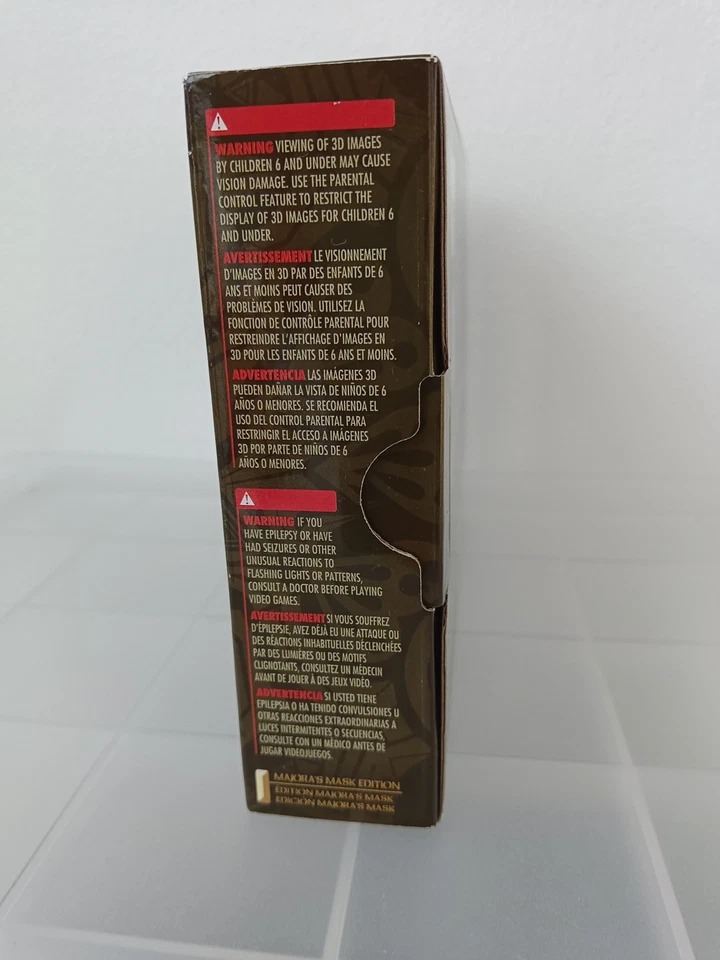 WARNING VIEWING OF 3D IMAGES
BY CHILDREN 6 AND UNDER MAY CAUSE
VISION DAMAGE. USE THE PARENTAL
CONTROL FEATURE TO RESTRICT THE
DISPLAY OF 3D IMAGES FOR CHILDREN 6
AND UNDER.
AVERTISSEMENT LE VISIONNEMENT
D'IMAGES EN 3D PAR DES ENFANTS DE 6
ANS ET MOINS PEUT CAUSER DES
PROBLÈMES DE VISION. UTILISEZ LA
FONCTION DE CONTRÔLE PARENTAL POUR
RESTREINDRE L'AFFICHAGE D'IMAGES EN
3D POUR LES ENFANTS DE 6 ANS ET MOINS.
ADVERTENCIA LAS IMÁGENES 3D
PUEDEN DAÑAR LA VISTA DE NIÑOS DE 6
AÑOS O MENORES. SE RECOMIENDA EL
USO DEL CONTROL PARENTAL PARA
RESTRINGIR EL ACCESO A IMÁGENES
3D POR PARTE DE NIÑOS DE 6
AÑOS O MENORES.
WARNING IF YOU
HAVE EPILEPSY OR HAVE
HAD SEIZURES OR OTHER
UNUSUAL REACTIONS TO
FLASHING LIGHTS OR PATTERNS,
CONSULT A DOCTOR BEFORE PLAYING
VIDEO GAMES.
AVERTISSEMENT SI VOUS SOUFFREZ
D'ÉPILEPSIE, AVEZ DÉJÀ EU UNE ATTAQUE OU
DES RÉACTIONS INHABITUELLES DÉCLENCHÉES
PAR DES LUMIÈRES OU DES MOTIFS
CLIGNOTANTS, CONSULTEZ UN MÉDECIN
AVANT DE JOUER À DES JEUX VIDÉO.
ADVERTENCIA SI USTED TIENE
EPILEPSIA O HA TENIDO CONVULSIONES U
OTRAS REACCIONES EXTRAORDINARIAS A
LUCES INTERMITENTES O SECUENCIAS,
CONSULTE CON UN MÉDICO ANTES DE
JUGAR VIDEOJUEGOS.
MAJORA'S MASK EDITION
ÉDITION MAJORA'S MASK
EDICIÓN MAJORA'S MASK